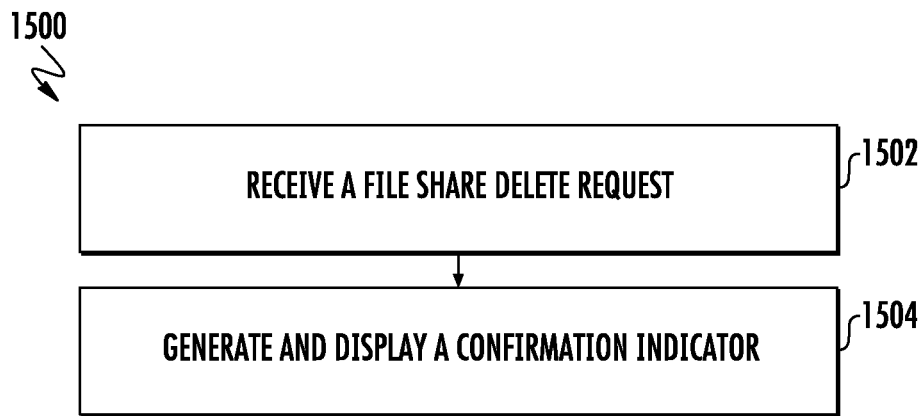 1500
RECEIVE A FILE SHARE DELETE REQUEST
1502
GENERATE AND DISPLAY A CONFIRMATION INDICATOR
1504